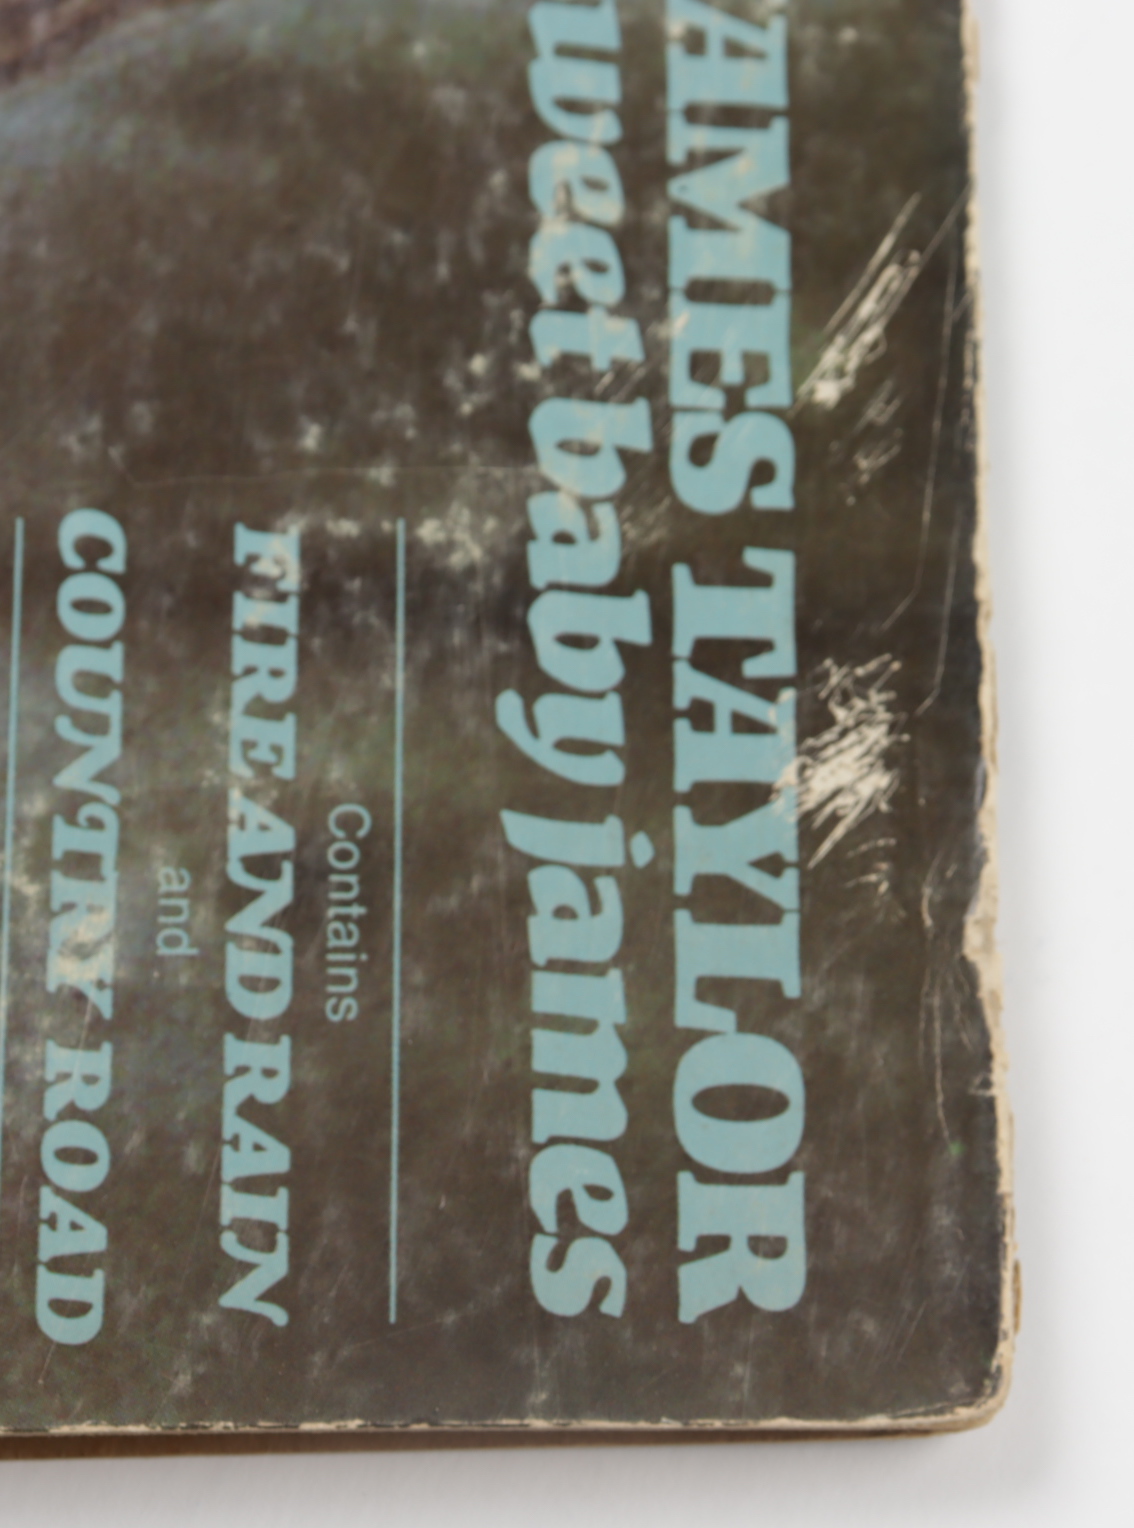 AMES TAYLOR
weet baby james
Contains
FIRE AND RAIN
and
COUNTRY ROAD